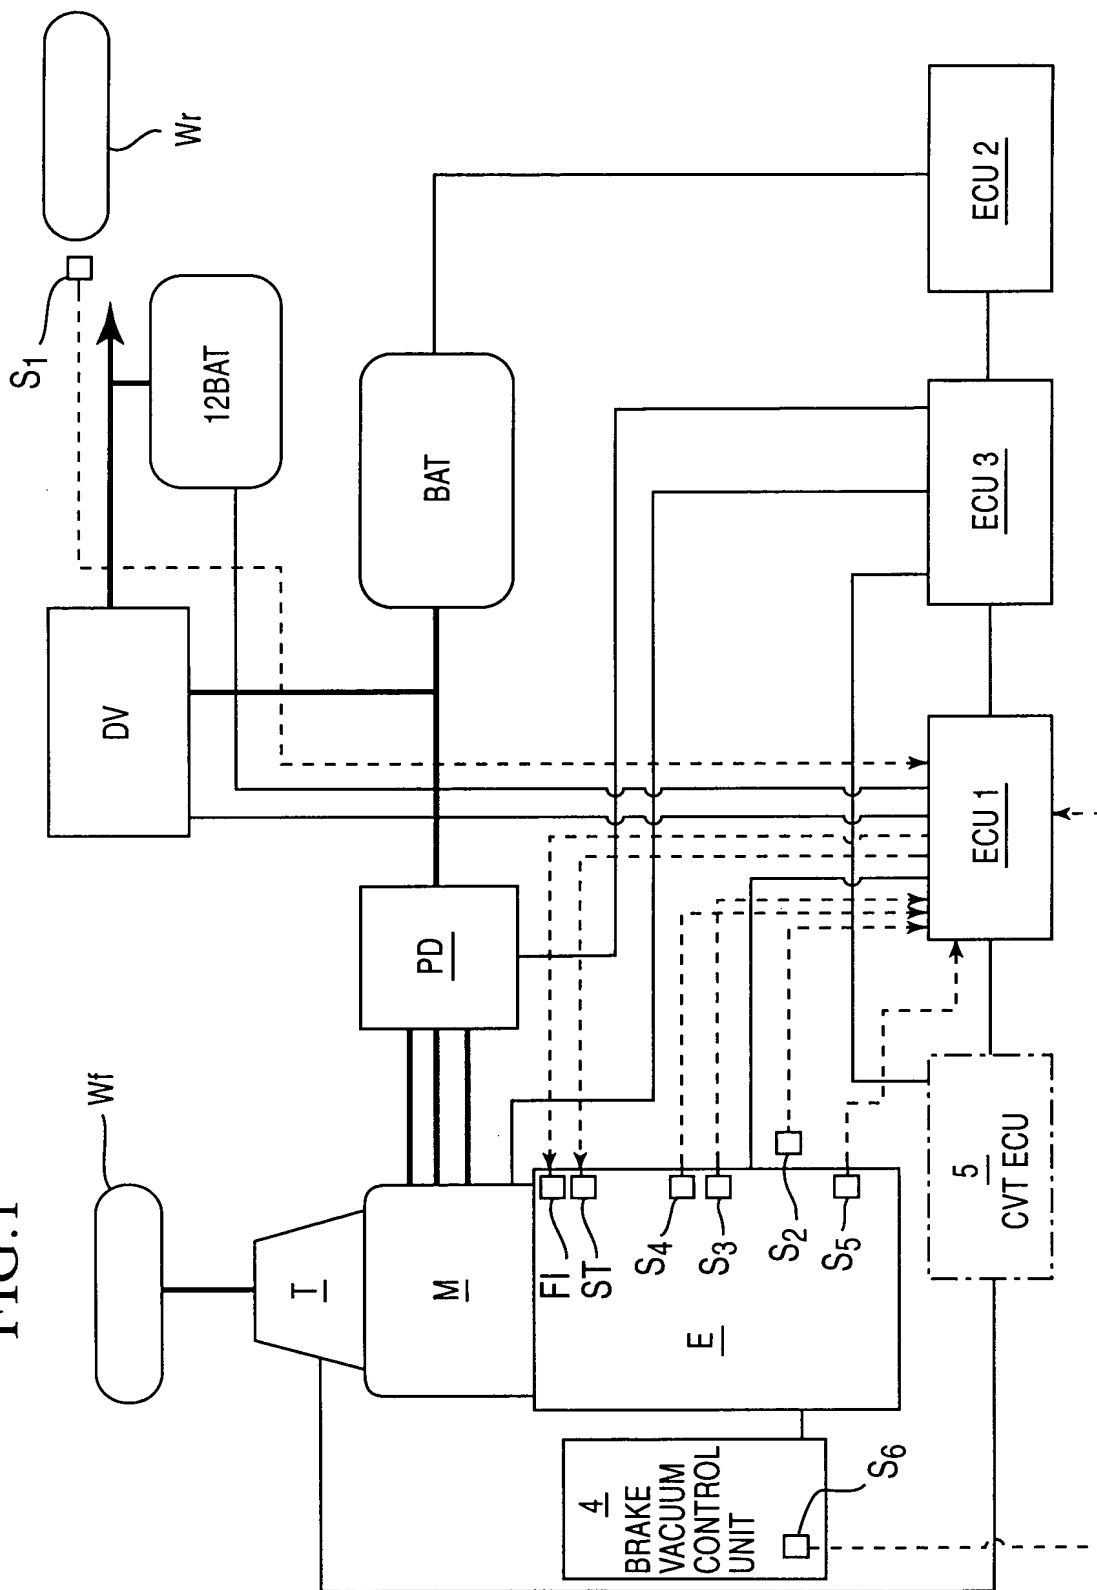 FIG.1
Wf
Wr
S1
T
M
PD
DV
12BAT
BAT
FI
ST
S4
S3
S2
S5
E
4
BRAKE
VACUUM
CONTROL
UNIT
S6
5
CVT ECU
ECU 1
ECU 3
ECU 2